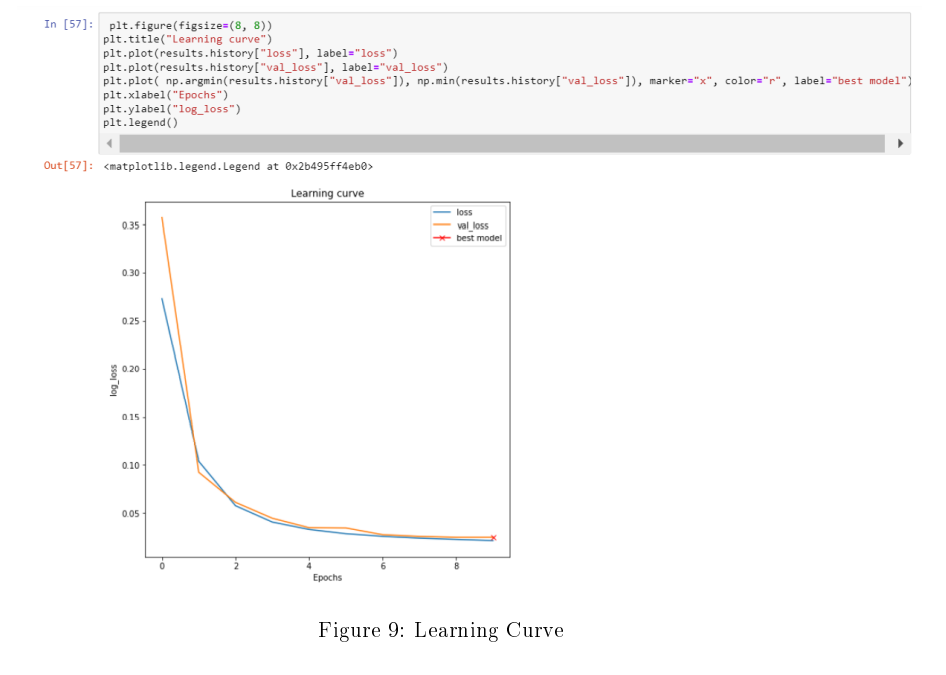 In [57]:
plt.figure(figsize=(8, 8))
plt.title("Learning curve")
plt.plot(results.history["loss"], label="loss")
plt.plot(results.history["val_loss"], label="val_loss")
plt.plot( np.argmin(results.history["val_loss"]), np.min(results.history["val_loss"]), marker="x", color="r", label="best model")
plt.xlabel("Epochs")
plt.ylabel("log_loss")
plt.legend()
Out[57]: <matplotlib.legend.Legend at 0x2b495ff4eb0>
Learning curve
loss
val_loss
best model
0.35
0.30
0.25
0.20
0.15
0.10
0.05
log_loss
0 2 4 6 8
Epochs
Figure 9: Learning Curve